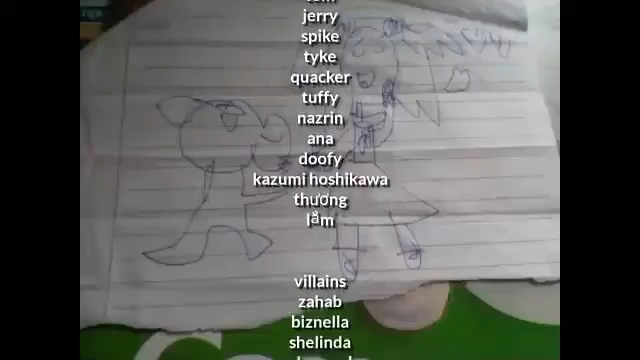 jerry
spike
tyke
quacker
tuffy
nazrin
ana
doofy
kazumi hoshikawa
thương
lắm
villains
zahab
biznella
shelinda